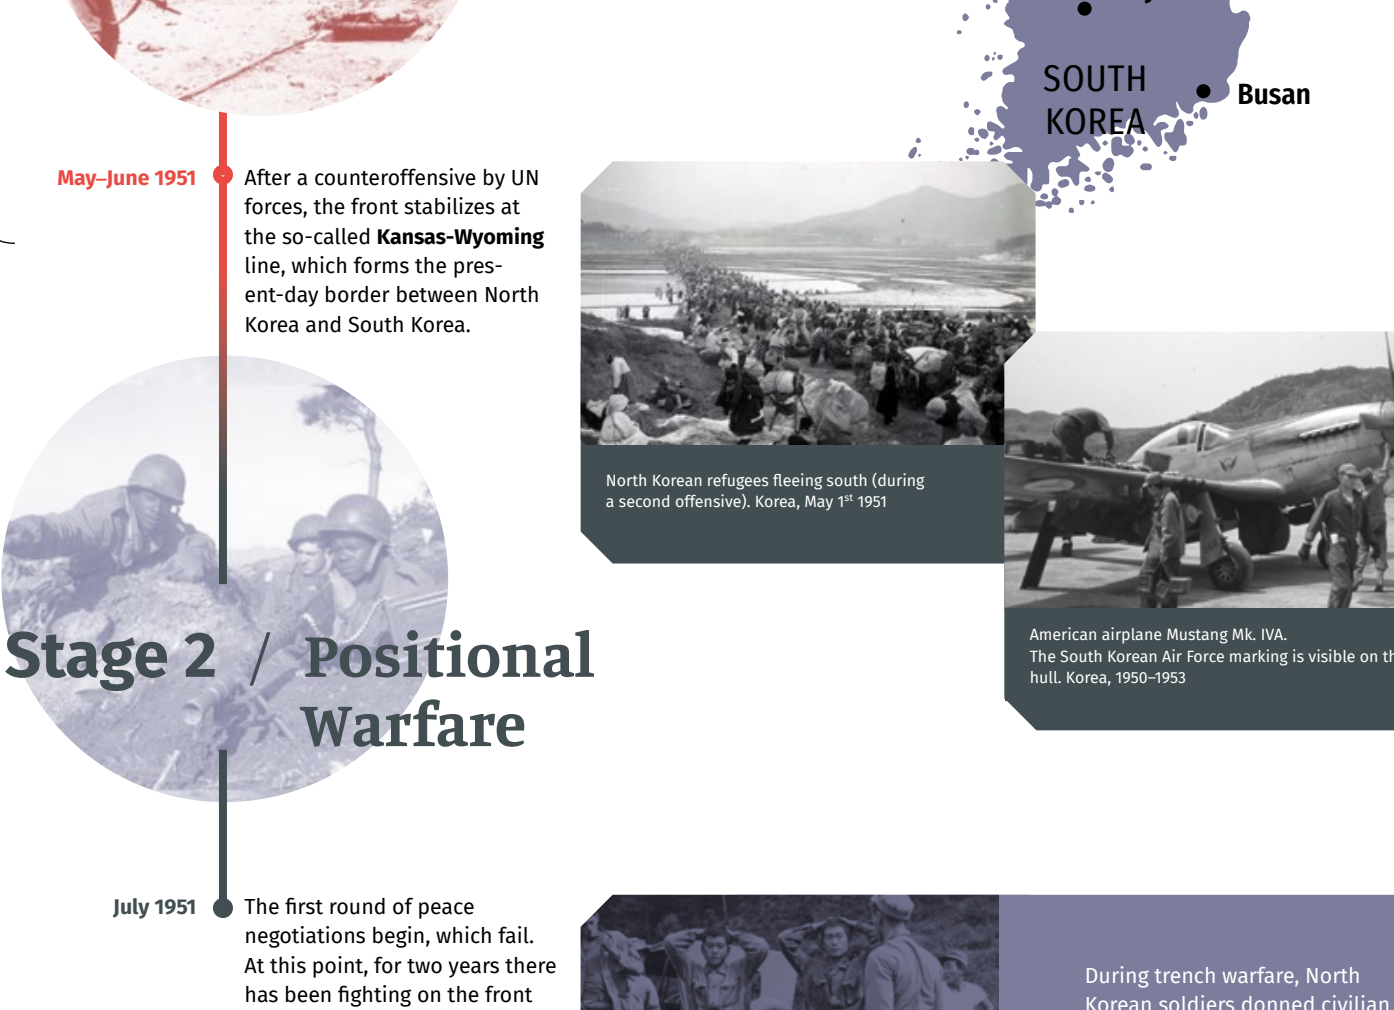 SOUTH
KOREA
Busan
May–June 1951
After a counteroffensive by UN
forces, the front stabilizes at
the so-called Kansas-Wyoming
line, which forms the pres-
ent-day border between North
Korea and South Korea.
North Korean refugees fleeing south (during
a second offensive). Korea, May 1st 1951
American airplane Mustang Mk. IVA.
The South Korean Air Force marking is visible on th
hull. Korea, 1950–1953
Stage 2 / Positional
Warfare
July 1951
The first round of peace
negotiations begin, which fail.
At this point, for two years there
has been fighting on the front
During trench warfare, North
Korean soldiers donned civilian